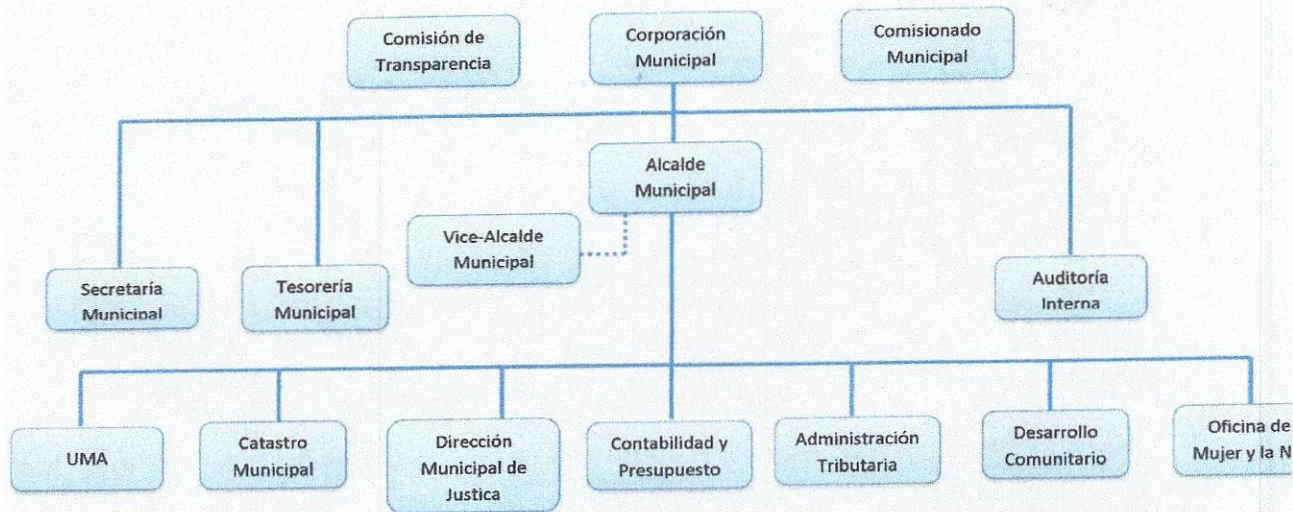 Comisión de
Transparencia
Corporación
Municipal
Comisionado
Municipal
Alcalde
Municipal
Vice-Alcalde
Municipal
Secretaría
Municipal
Tesorería
Municipal
Auditoría
Interna
UMA
Catastro
Municipal
Dirección
Municipal de
Justica
Contabilidad y
Presupuesto
Administración
Tributaria
Desarrollo
Comunitario
Oficina de
Mujer y la